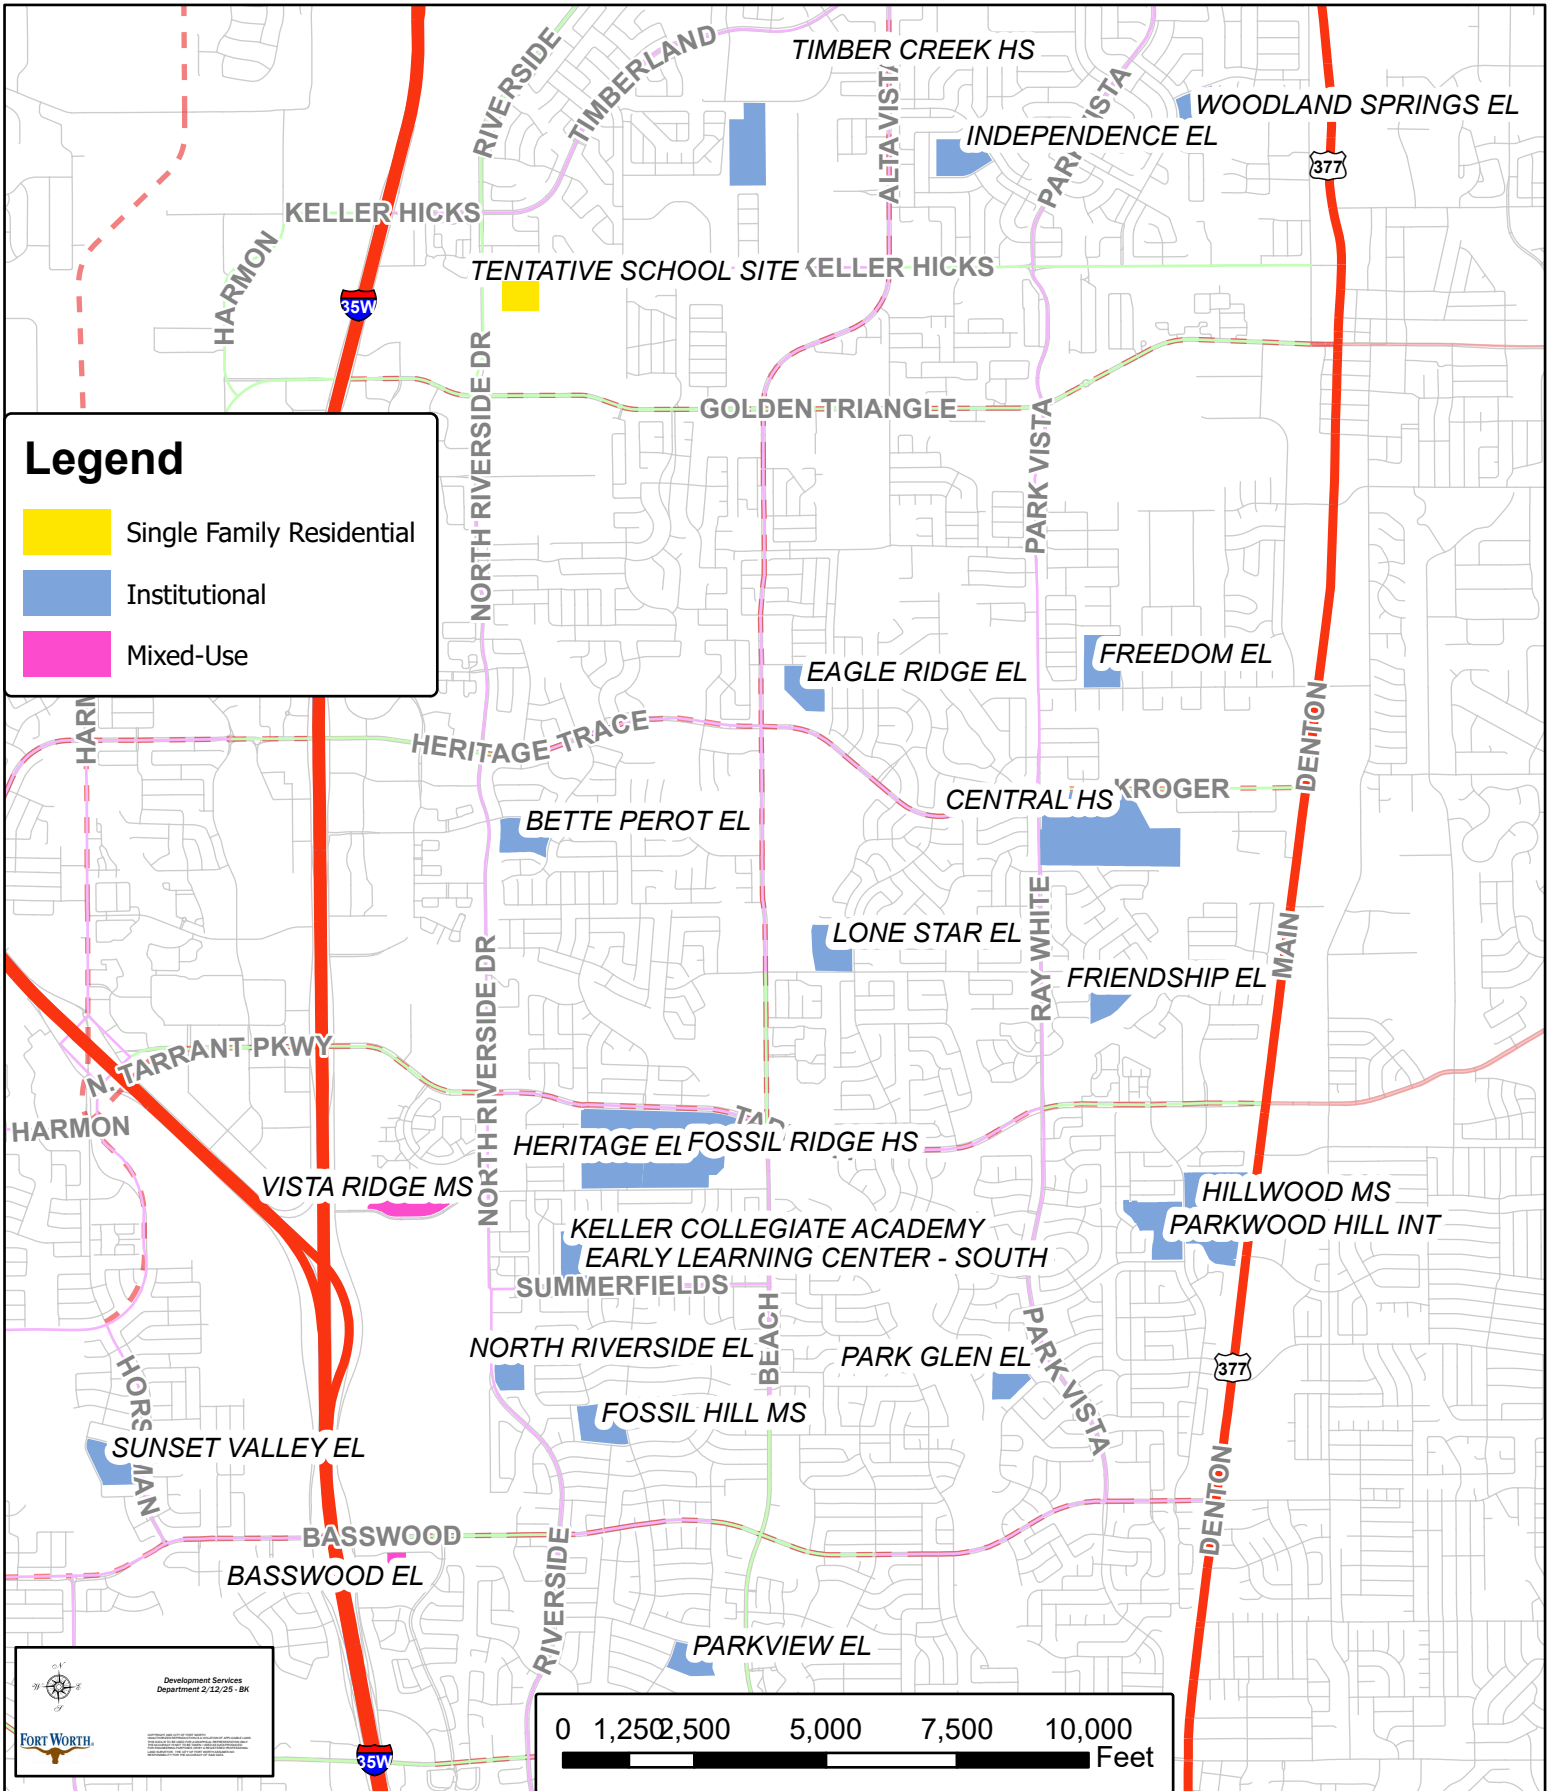 RIVERSIDE
TIMBERLAND
TIMBER CREEK HS
ALTA VISTA
PARK VISTA
WOODLAND SPRINGS EL
INDEPENDENCE EL
377
KELLER HICKS
HARMON
TENTATIVE SCHOOL SITE
KELLER HICKS
35W
NORTH RIVERSIDE DR
GOLDEN TRIANGLE
PARK VISTA
Legend
Single Family Residential
Institutional
Mixed-Use
EAGLE RIDGE EL
FREEDOM EL
HARM
HERITAGE TRACE
DENTON
CENTRAL HS
KROGER
BETTE PEROT EL
RAY WHITE
LONE STAR EL
MAIN
FRIENDSHIP EL
NORTH RIVERSIDE DR
N. TARRANT PKWY
HARMON
TAR
HERITAGE EL
FOSSIL RIDGE HS
VISTA RIDGE MS
HILLWOOD MS
PARKWOOD HILL INT
KELLER COLLEGIATE ACADEMY
EARLY LEARNING CENTER - SOUTH
SUMMERFIELDS
BEACH
NORTH RIVERSIDE EL
PARK GLEN EL
PARK VISTA
377
HORSEMAN
FOSSIL HILL MS
SUNSET VALLEY EL
DENTON
BASSWOOD
BASSWOOD EL
RIVERSIDE
PARKVIEW EL
N
W E
S
Development Services
Department 2/12/25 - BK
FORT WORTH
35W
0 1,250 2,500 5,000 7,500 10,000
Feet